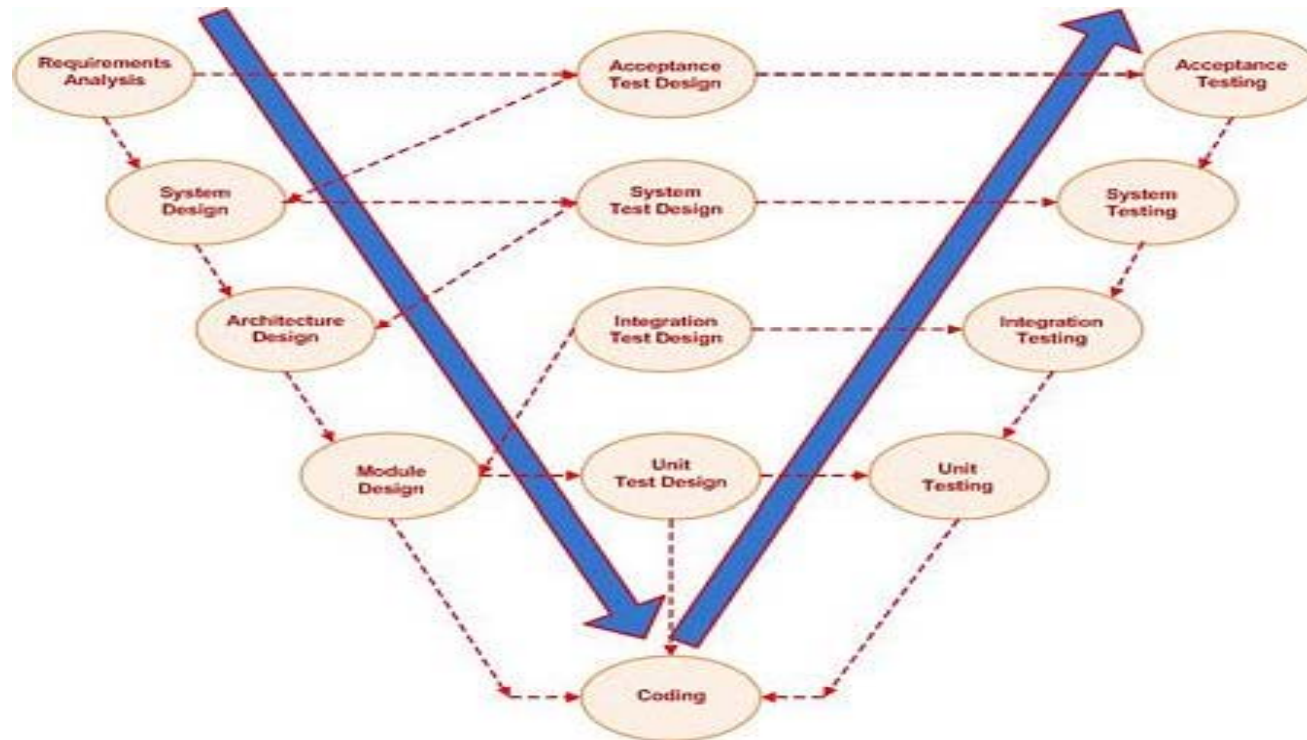 Requirements
Analysis
Acceptance
Test Design
Acceptance
Testing
System
Design
System
Test Design
System
Testing
Architecture
Design
Integration
Test Design
Integration
Testing
Module
Design
Unit
Test Design
Unit
Testing
Coding